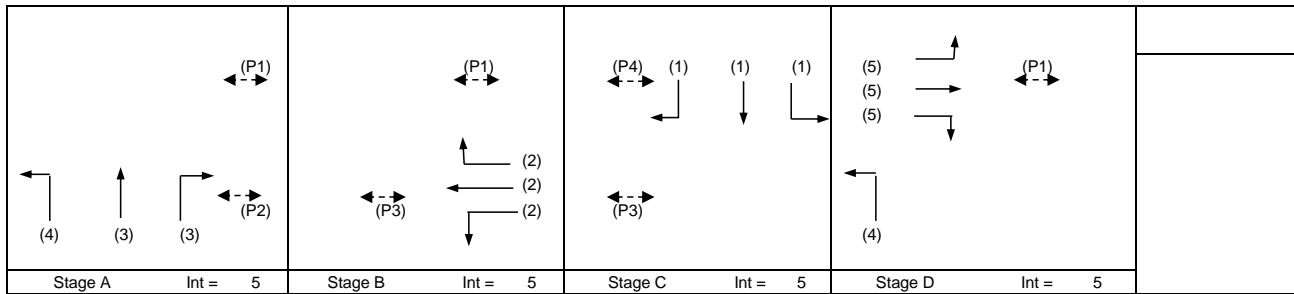 (P1)
(P2)
(4) (3) (3)
Stage A Int = 5
(P1)
(2)
(2)
(P3) (2)
Stage B Int = 5
(P4) (1) (1) (1)
(P3)
Stage C Int = 5
(5) (P1)
(5)
(5)
(4)
Stage D Int = 5